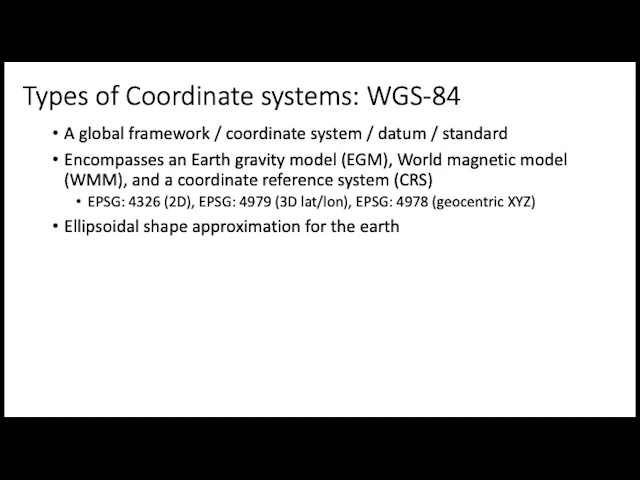 Types of Coordinate systems: WGS-84
• A global framework / coordinate system / datum / standard
• Encompasses an Earth gravity model (EGM), World magnetic model
(WMM), and a coordinate reference system (CRS)
• EPSG: 4326 (2D), EPSG: 4979 (3D lat/lon), EPSG: 4978 (geocentric XYZ)
• Ellipsoidal shape approximation for the earth